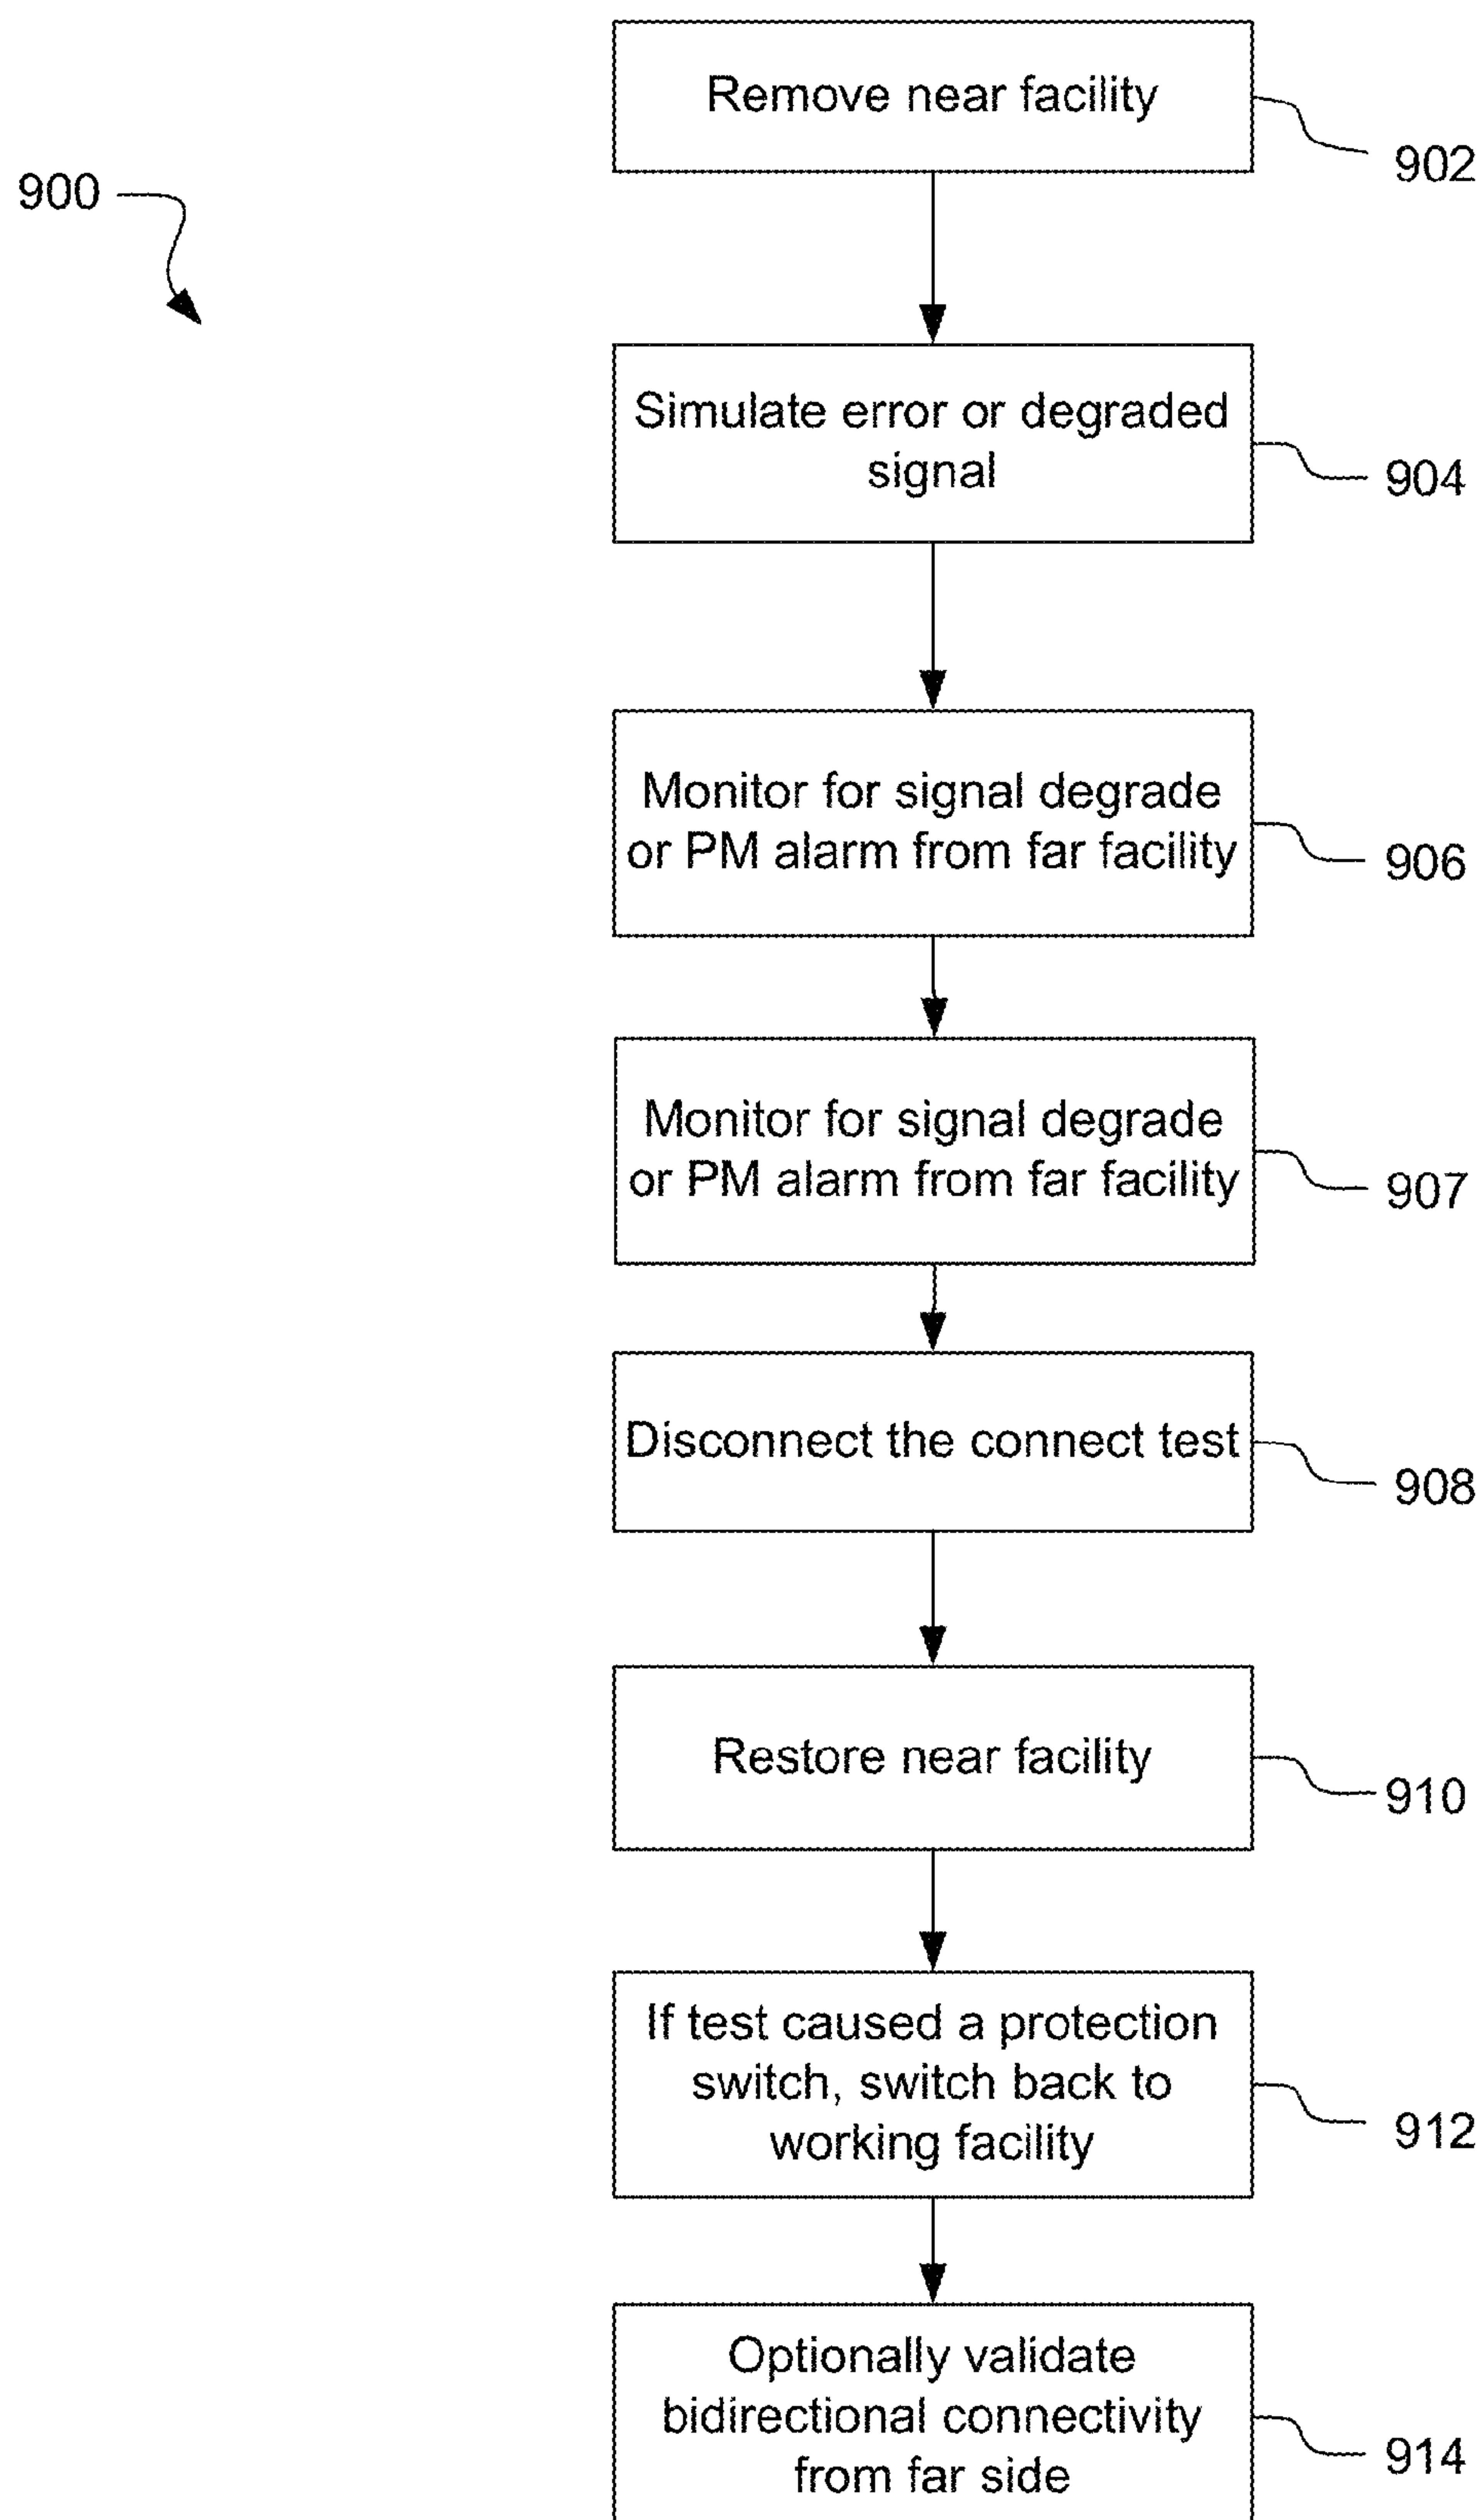 Remove near facility
902
900
Simulate error or degraded
signal
904
Monitor for signal degrade
or PM alarm from far facility
906
Monitor for signal degrade
or PM alarm from far facility
907
Disconnect the connect test
908
Restore near facility
910
If test caused a protection
switch, switch back to
working facility
912
Optionally validate
bidirectional connectivity
from far side
914